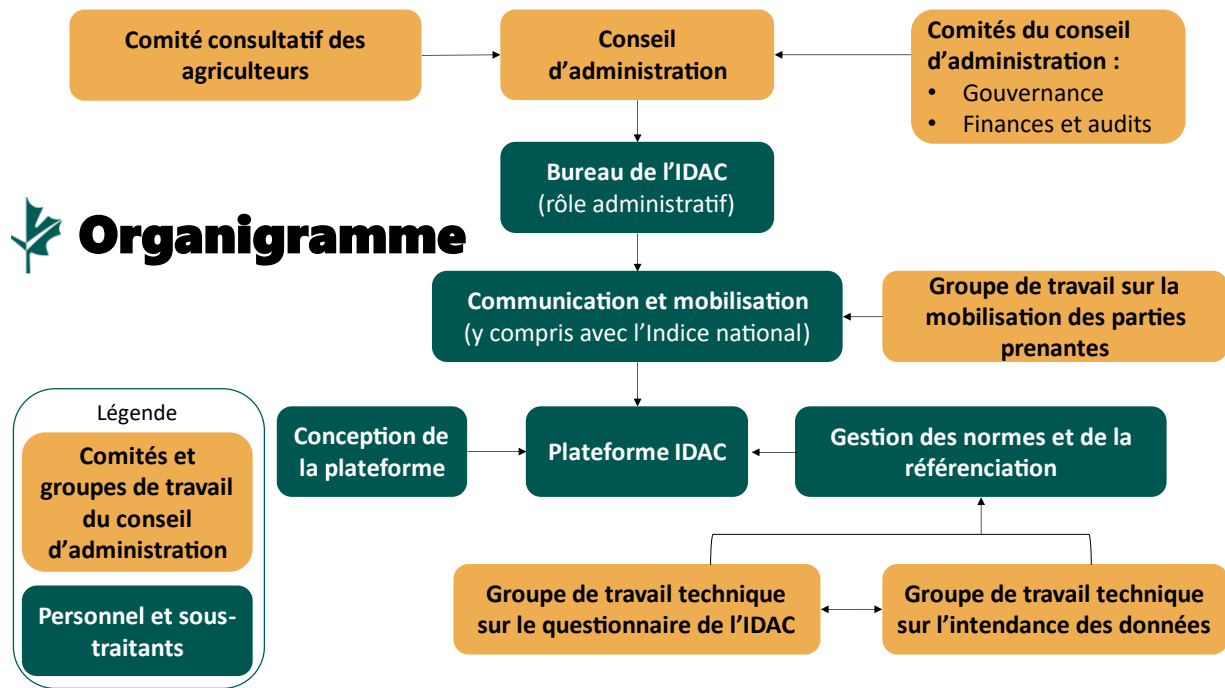 Comité consultatif des
agriculteurs
Conseil
d’administration
Comités du conseil
d’administration :
• Gouvernance
• Finances et audits
Bureau de l’IDAC
(rôle administratif)
Organigramme
Communication et mobilisation
(y compris avec l’Indice national)
Groupe de travail sur la
mobilisation des parties
prenantes
Légende
Comités et
groupes de travail
du conseil
d’administration
Personnel et sous-
traitants
Conception de
la plateforme
Plateforme IDAC
Gestion des normes et de la
référenciation
Groupe de travail technique
sur le questionnaire de l’IDAC
Groupe de travail technique
sur l’intendance des données